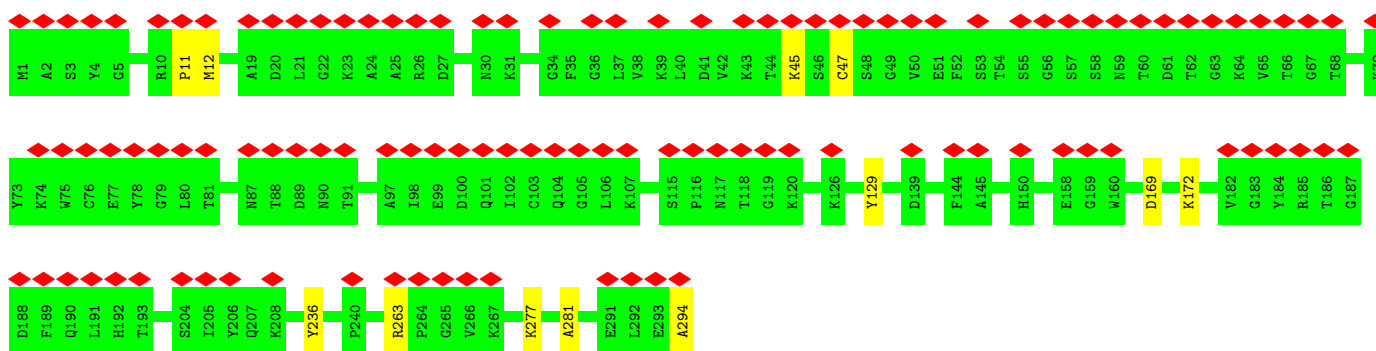 M1 A2 S3 Y4 G5 R10 P11 M12 A19 D20 L21 G22 K23 A24 A25 R26 D27 N30 K31 G34 F35 G36 L37 V38 K39 L40 D41 V42 K43 T44 K45 S46 C47 S48 G49 V50 E51 F52 S53 T54 S55 G56 S57 S58 N59 T60 D61 T62 G63 K64 V65 T66 G67 T68
Y73 K74 W75 C76 E77 Y78 G79 L80 T81 N87 T88 D89 N90 T91 A97 I98 E99 D100 Q101 I102 C103 Q104 G105 L106 K107 S115 P116 N117 T118 G119 K120 K126 Y129 D139 F144 A145 H150 E158 G159 W160 D169 K172 V182 G183 Y184 R185 T186 G187
D188 F189 Q190 L191 H192 T193 S204 I205 Y206 Q207 K208 Y236 P240 R263 P264 G265 V266 K267 K277 A281 E291 L292 E293 A294